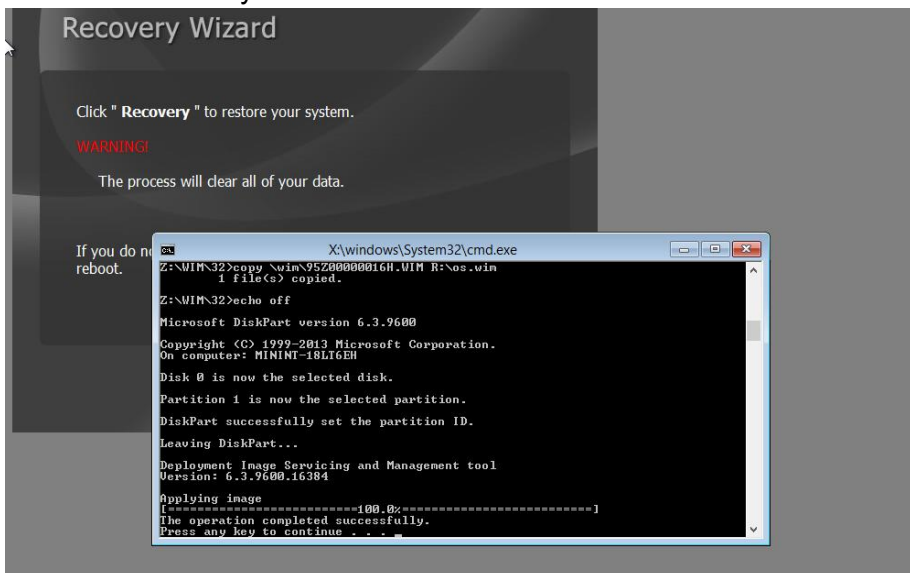 Recovery Wizard
Click " Recovery " to restore your system.
WARNING!
The process will clear all of your data.
If you do no
reboot.
X:\windows\System32\cmd.exe
Z:\WIM\32>copy \wim\95Z00000016H.WIM R:\os.wim
1 file(s) copied.
Z:\WIM\32>echo off
Microsoft DiskPart version 6.3.9600
Copyright (C) 1999-2013 Microsoft Corporation.
On computer: MININT-18LT6EH
Disk 0 is now the selected disk.
Partition 1 is now the selected partition.
DiskPart successfully set the partition ID.
Leaving DiskPart...
Deployment Image Servicing and Management tool
Version: 6.3.9600.16384
Applying image
[==========================100.0%==========================]
The operation completed successfully.
Press any key to continue . . . _